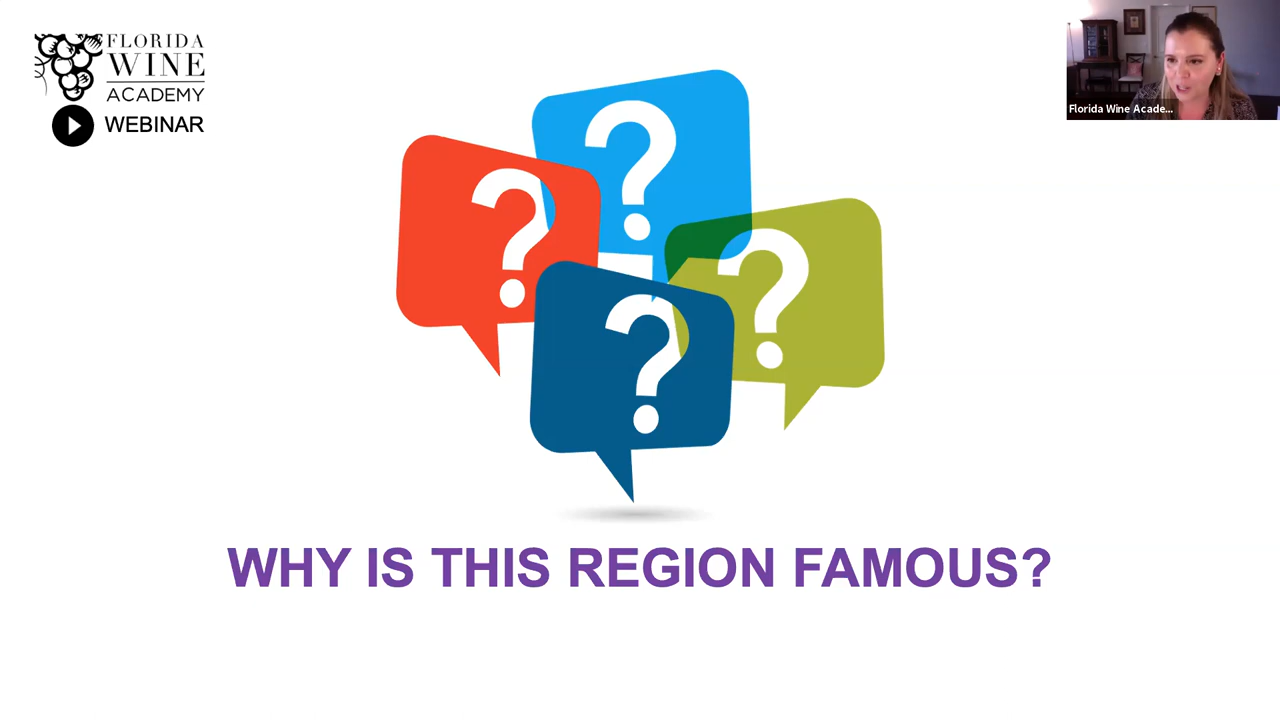 FLORIDA
WINE
ACADEMY
WEBINAR
Florida Wine Acade...
? ? ? ?
WHY IS THIS REGION FAMOUS?